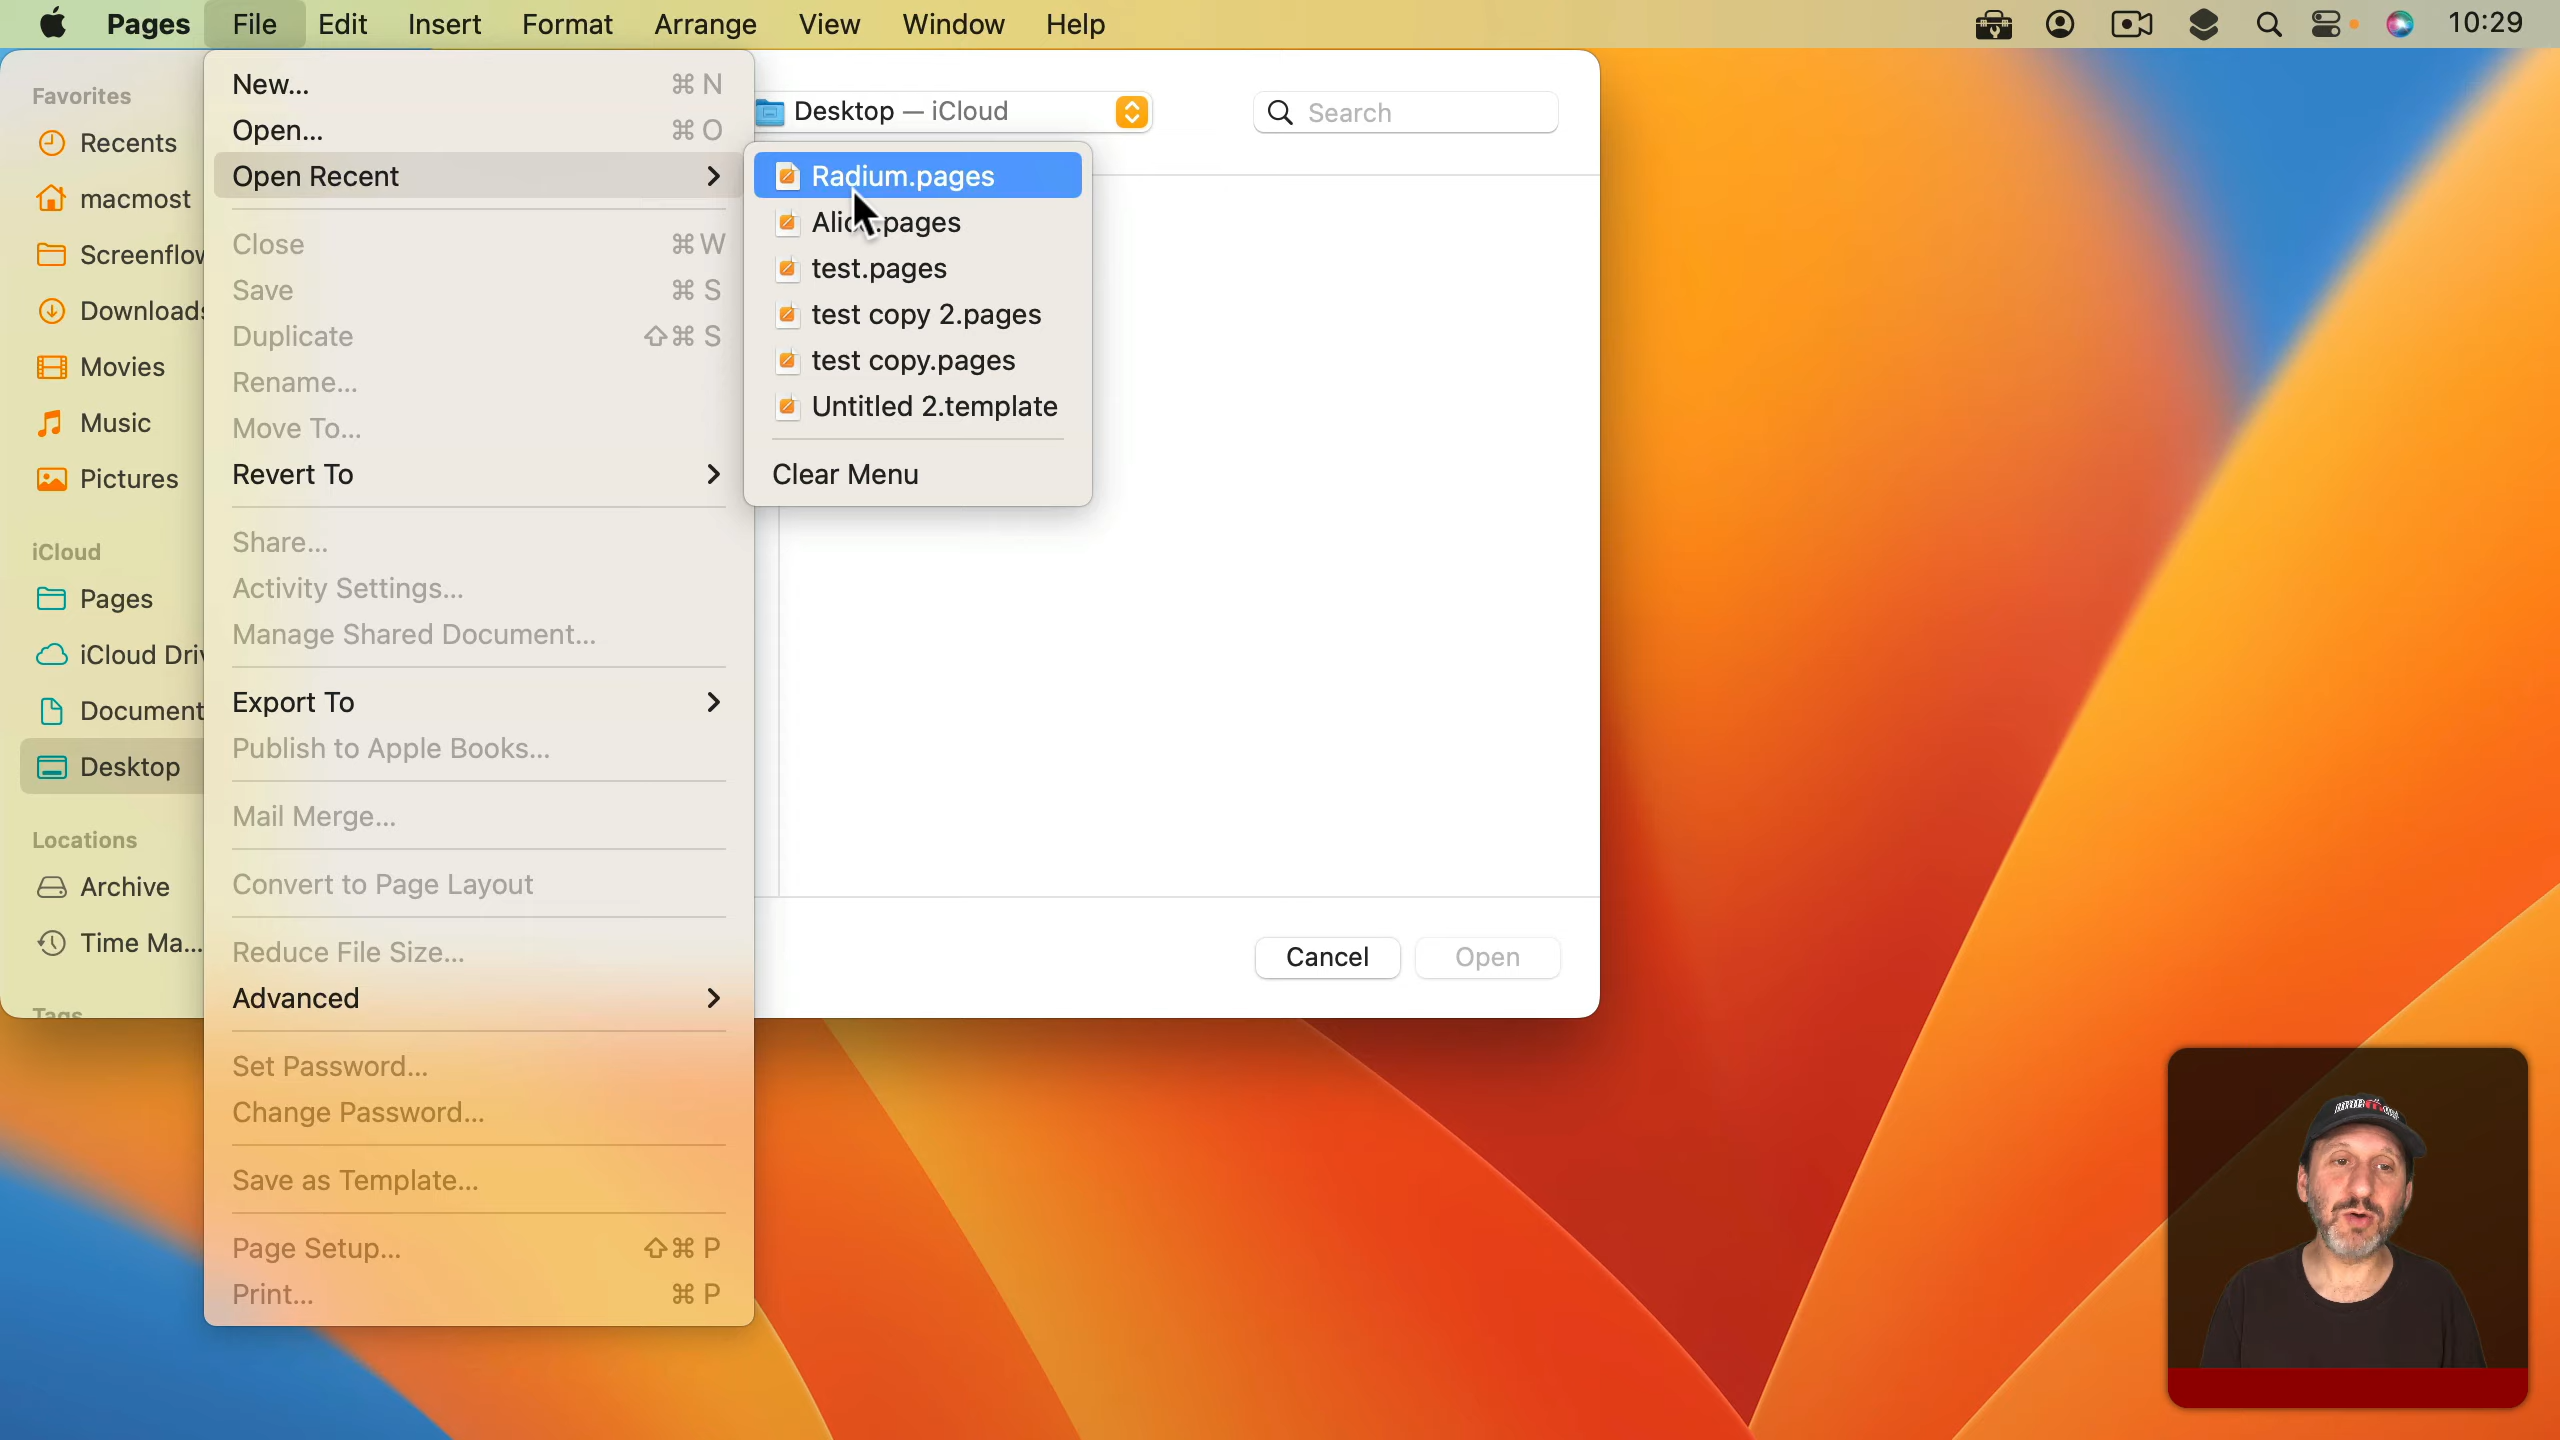 Pages File Edit Insert Format Arrange View Window Help 10:29
Favorites
Recents
macmost
Screenflow
Downloads
Movies
Music
Pictures
iCloud
Pages
iCloud Driv
Document
Desktop
Locations
Archive
Time Ma...
Tags
New... ⌘ N
Open... ⌘ O
Open Recent
Close ⌘ W
Save ⌘ S
Duplicate ⇧⌘ S
Rename...
Move To...
Revert To
Share...
Activity Settings...
Manage Shared Document...
Export To
Publish to Apple Books...
Mail Merge...
Convert to Page Layout
Reduce File Size...
Advanced
Set Password...
Change Password...
Save as Template...
Page Setup... ⇧⌘ P
Print... ⌘ P
Desktop — iCloud
Search
Radium.pages
.pages
test.pages
test copy 2.pages
test copy.pages
Untitled 2.template
Clear Menu
Cancel Open